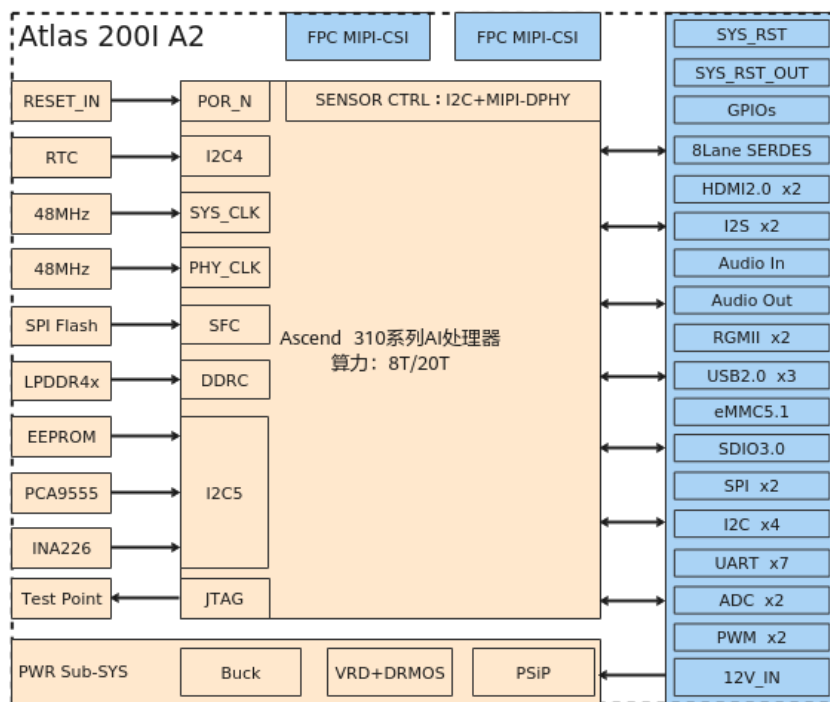 Atlas 200I A2
FPC MIPI-CSI
FPC MIPI-CSI
RESET_IN
POR_N
SENSOR CTRL：I2C+MIPI-DPHY
RTC
I2C4
48MHz
SYS_CLK
48MHz
PHY_CLK
SPI Flash
SFC
LPDDR4x
DDRC
EEPROM
PCA9555
I2C5
INA226
Test Point
JTAG
Ascend 310系列AI处理器
算力：8T/20T
PWR Sub-SYS
Buck
VRD+DRMOS
PSiP
SYS_RST
SYS_RST_OUT
GPIOs
8Lane SERDES
HDMI2.0 x2
I2S x2
Audio In
Audio Out
RGMII x2
USB2.0 x3
eMMC5.1
SDIO3.0
SPI x2
I2C x4
UART x7
ADC x2
PWM x2
12V_IN